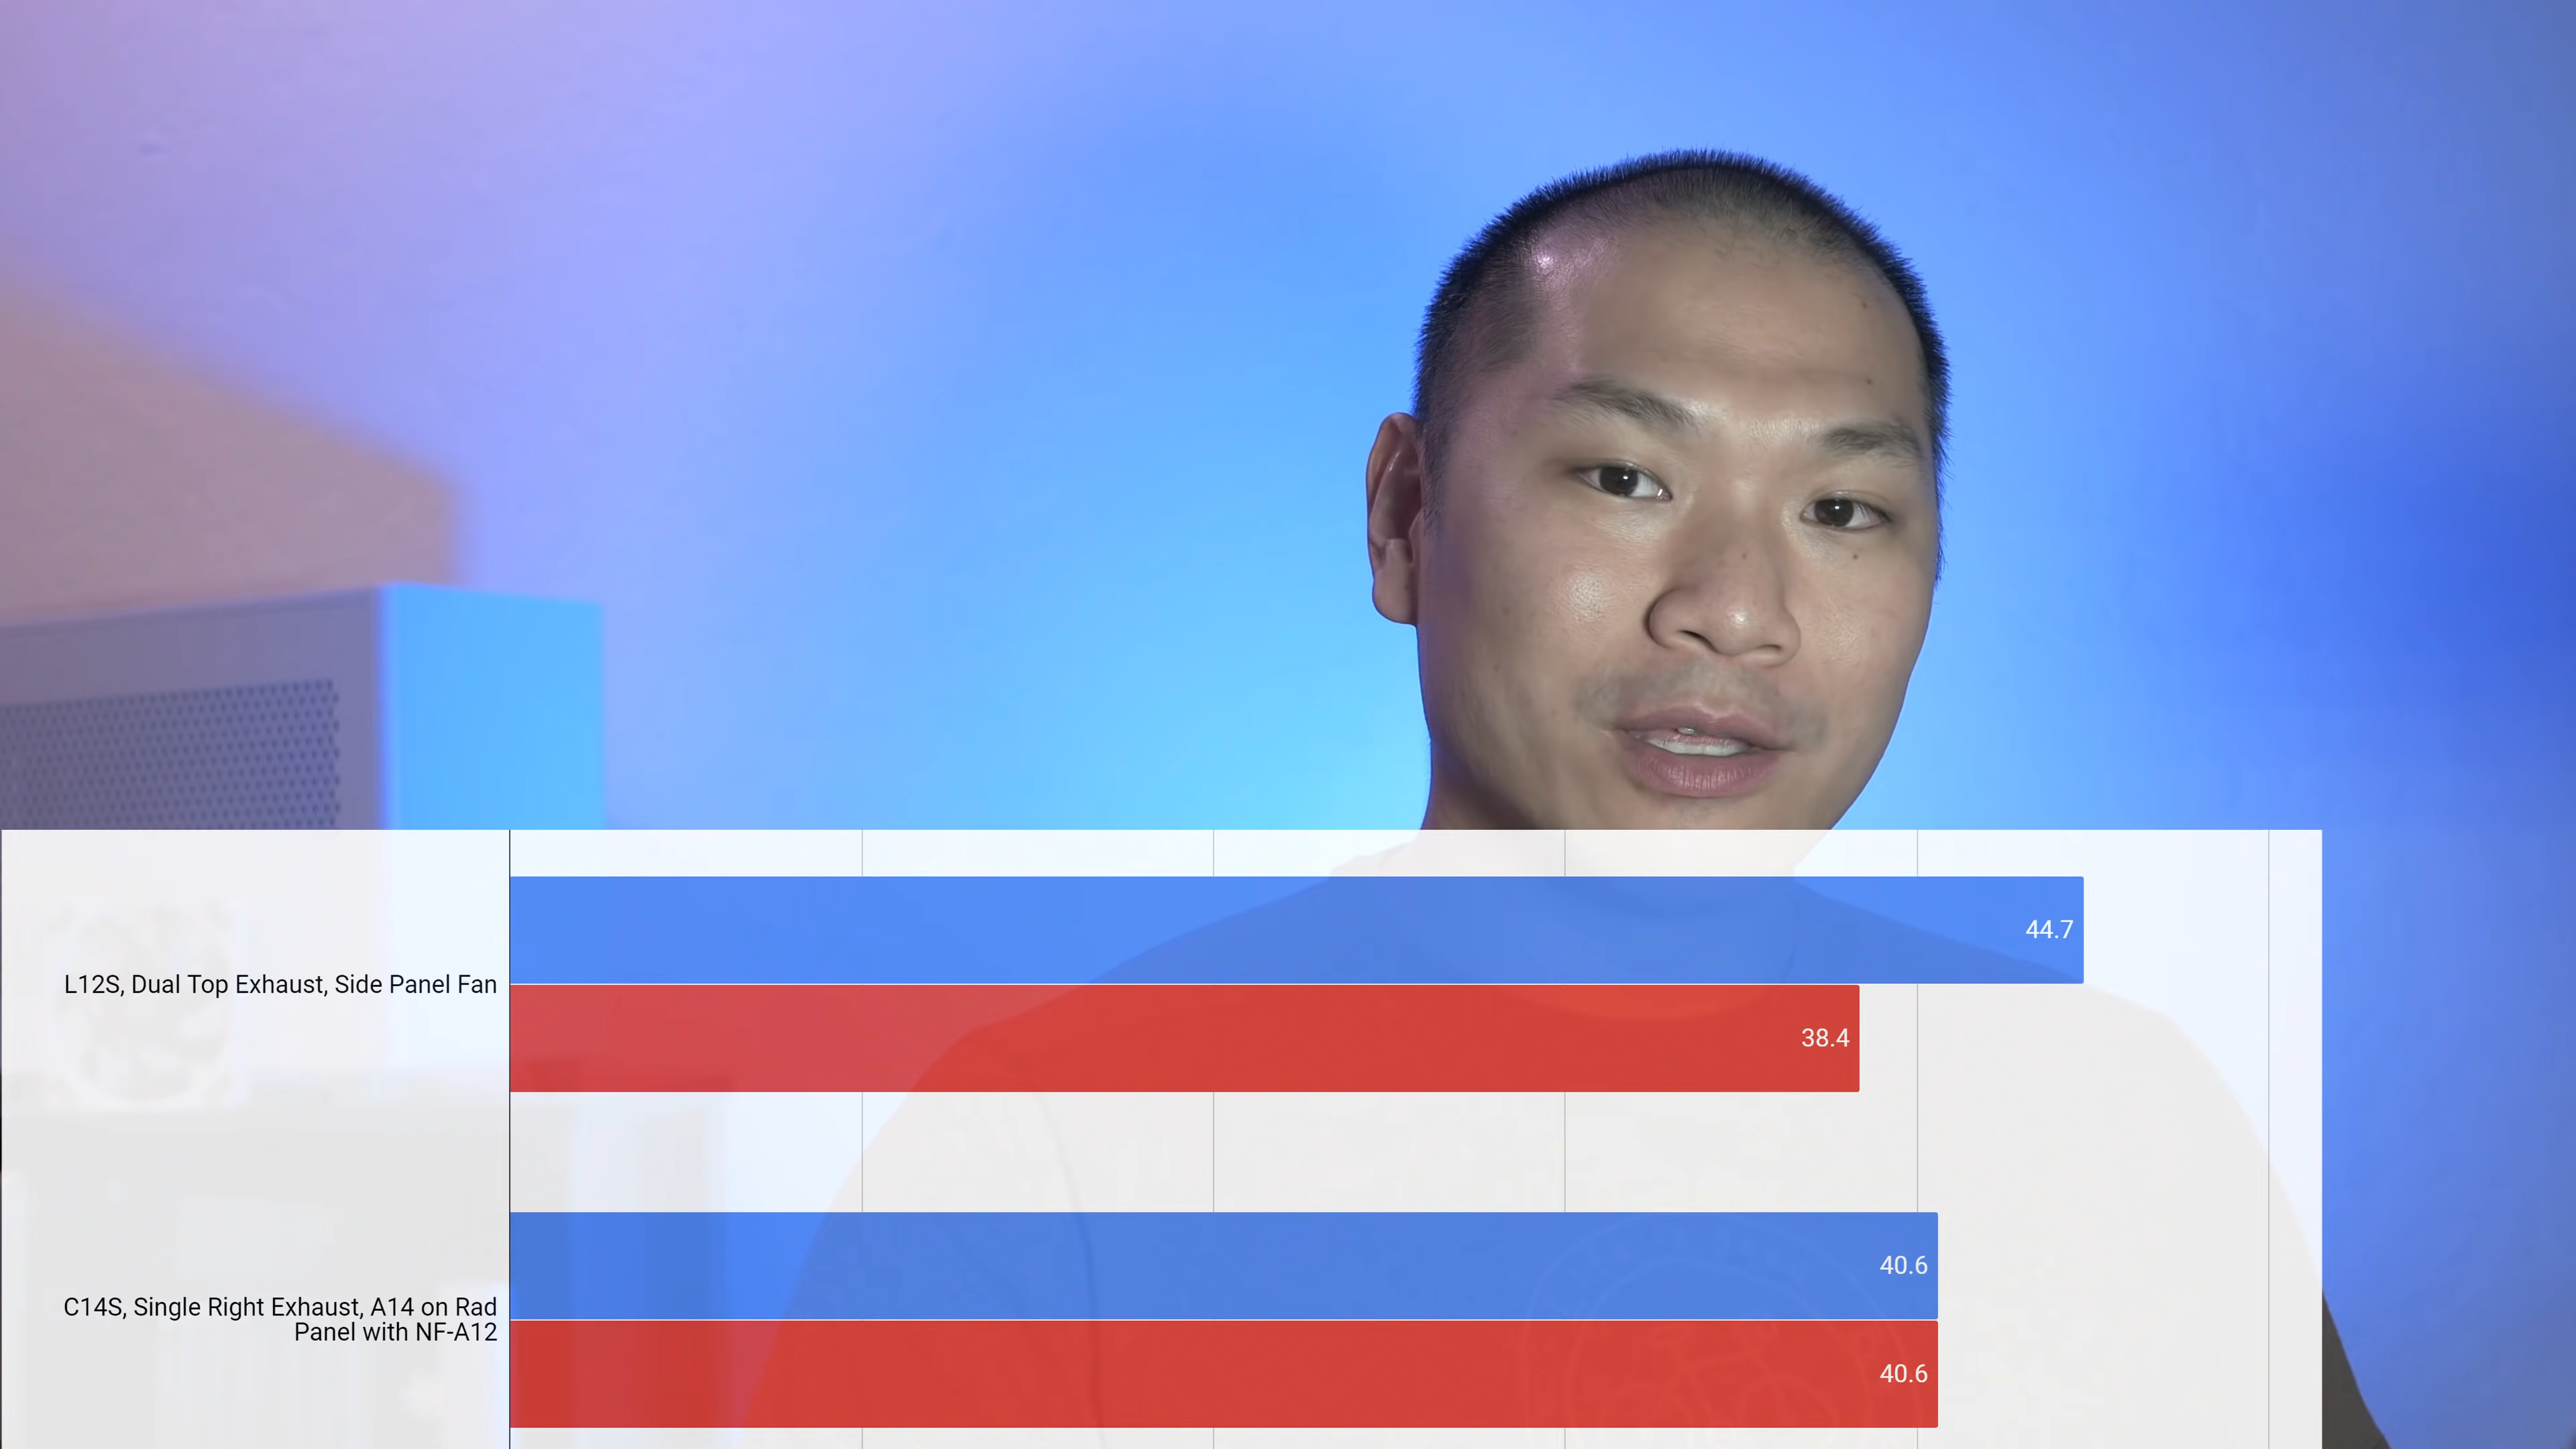 44.7
L12S, Dual Top Exhaust, Side Panel Fan
38.4
40.6
C14S, Single Right Exhaust, A14 on Rad
Panel with NF-A12
40.6